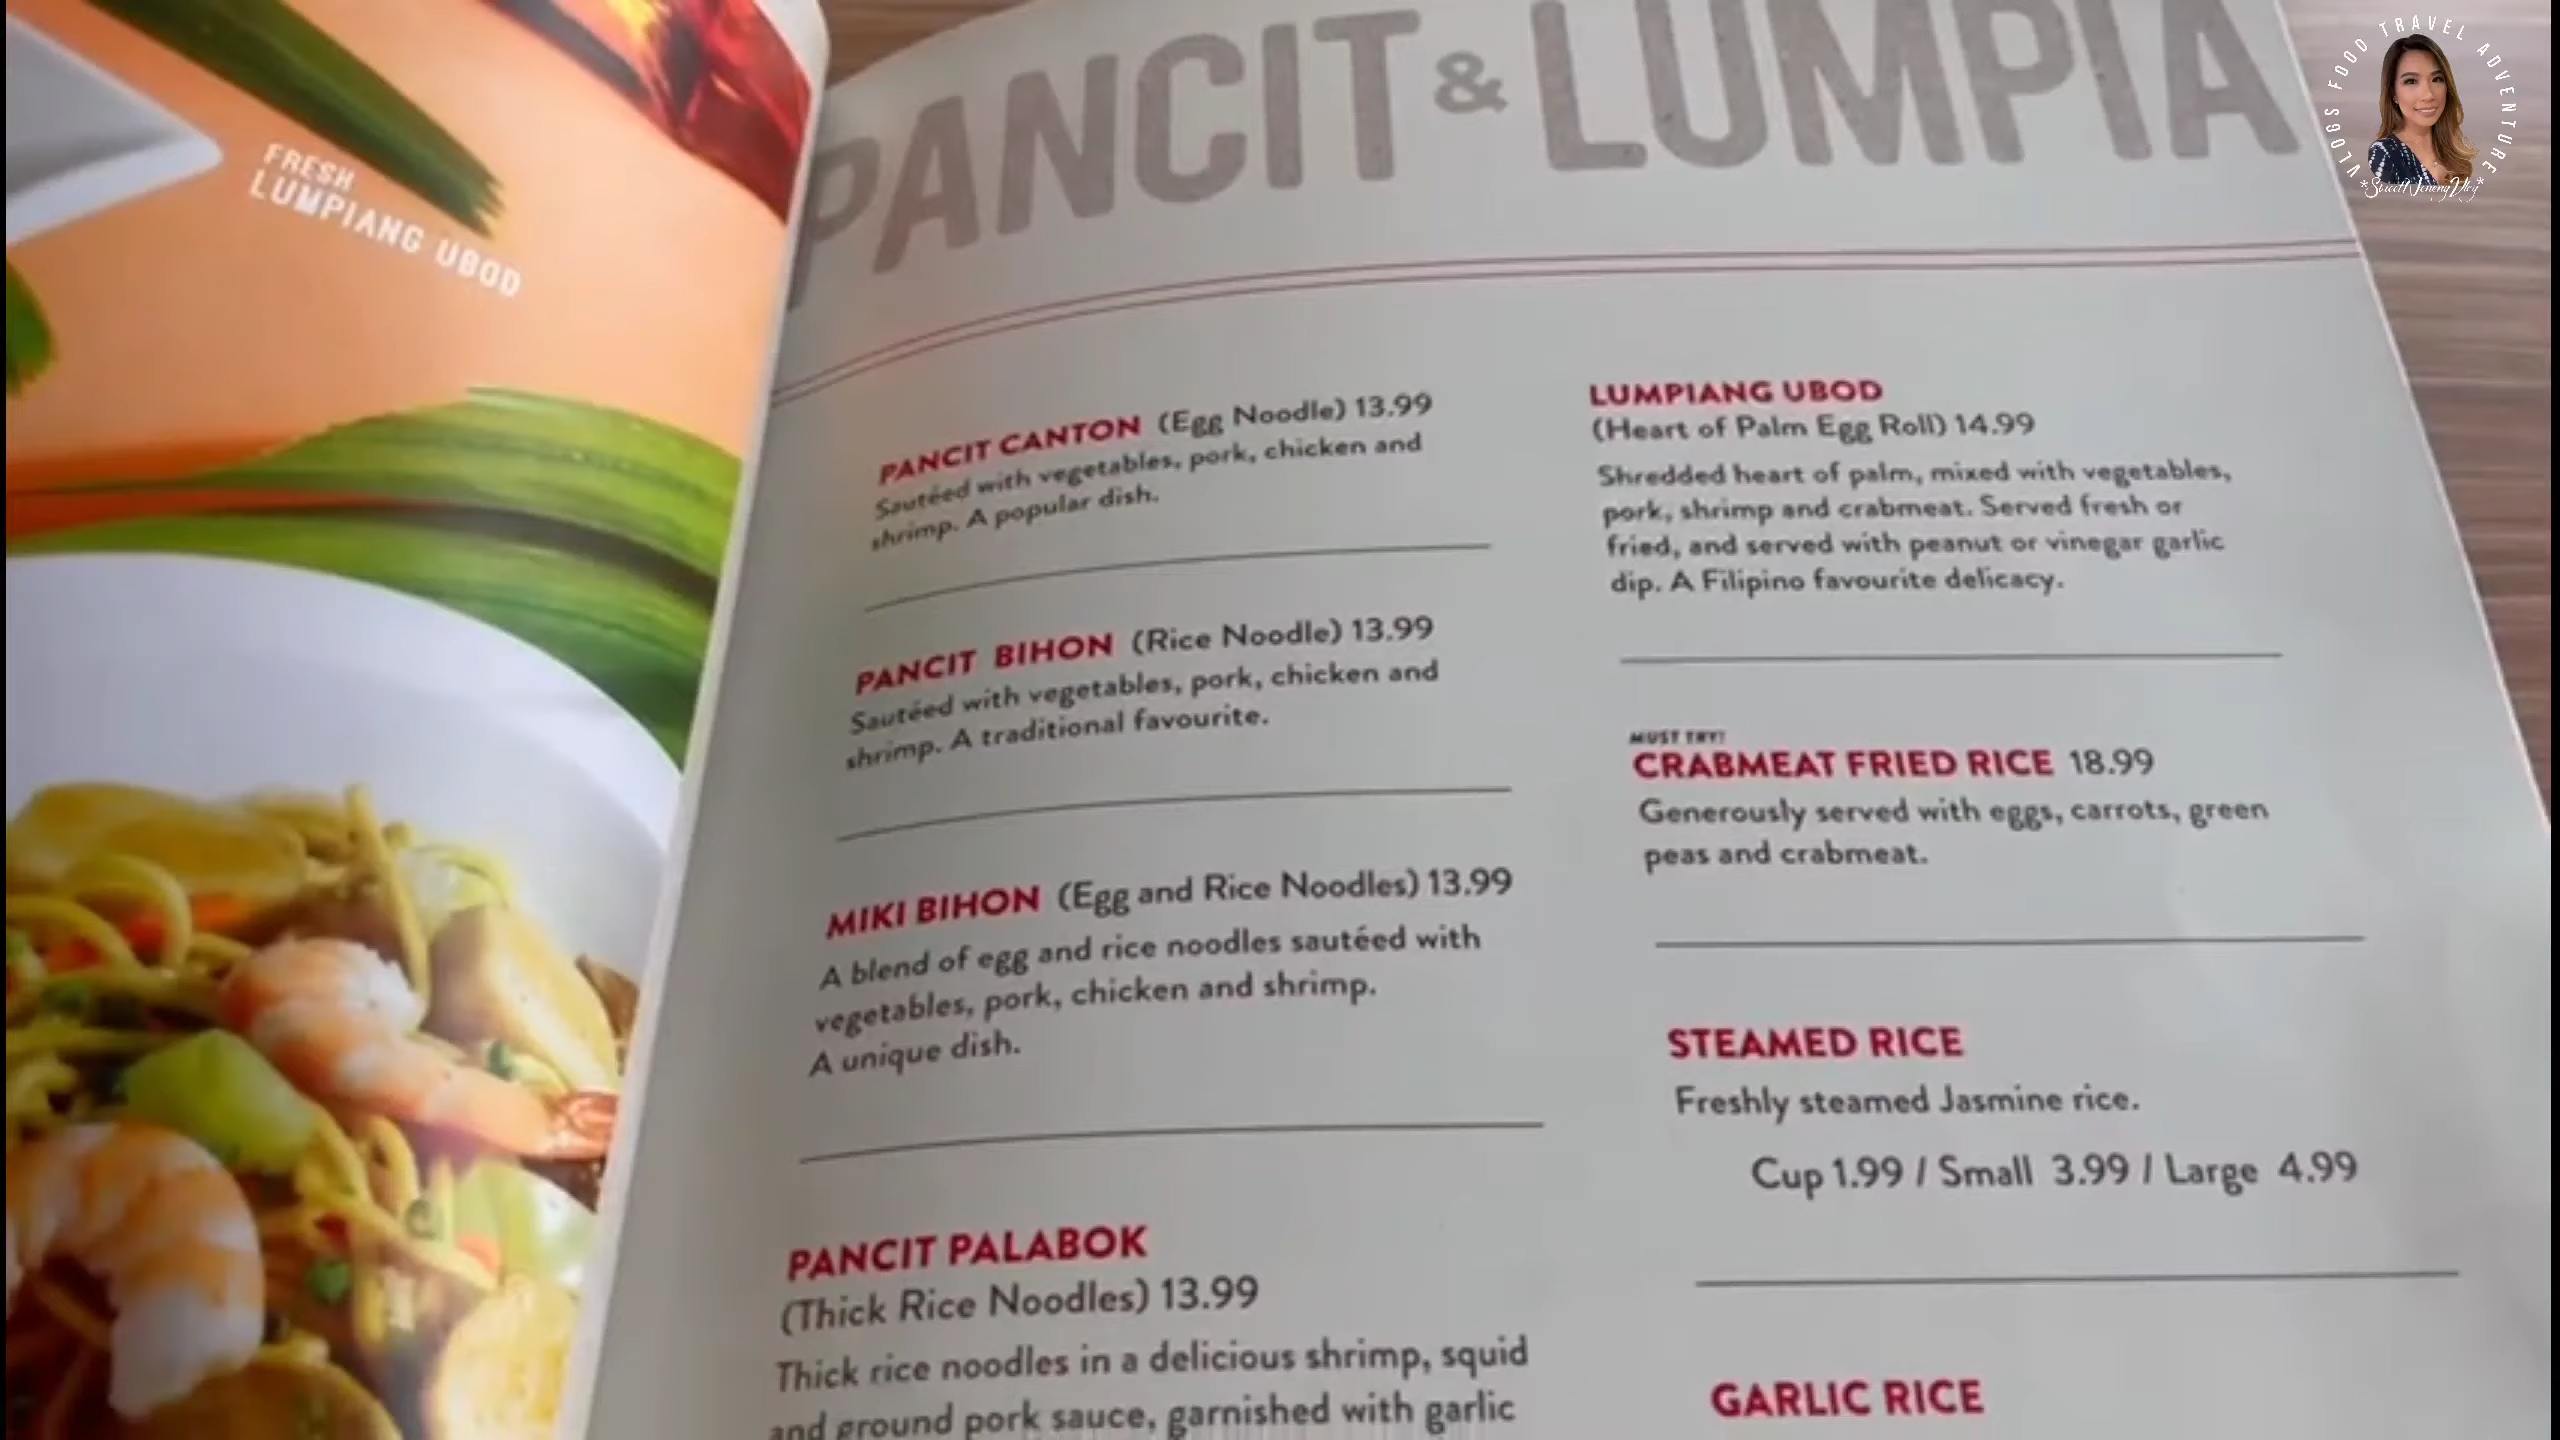 FRESH
LUMPIANG UBOD
PANCIT & LUMPIA
PANCIT CANTON (Egg Noodle) 13.99
Sautéed with vegetables, pork, chicken and
shrimp. A popular dish.
PANCIT BIHON (Rice Noodle) 13.99
Sautéed with vegetables, pork, chicken and
shrimp. A traditional favourite.
MIKI BIHON (Egg and Rice Noodles) 13.99
A blend of egg and rice noodles sautéed with
vegetables, pork, chicken and shrimp.
A unique dish.
PANCIT PALABOK
(Thick Rice Noodles) 13.99
Thick rice noodles in a delicious shrimp, squid
and ground pork sauce, garnished with garlic
LUMPIANG UBOD
(Heart of Palm Egg Roll) 14.99
Shredded heart of palm, mixed with vegetables,
pork, shrimp and crabmeat. Served fresh or
fried, and served with peanut or vinegar garlic
dip. A Filipino favourite delicacy.
MUST TRY!
CRABMEAT FRIED RICE 18.99
Generously served with eggs, carrots, green
peas and crabmeat.
STEAMED RICE
Freshly steamed Jasmine rice.
Cup 1.99 / Small 3.99 / Large 4.99
GARLIC RICE
VLOGS FOOD TRAVEL ADVENTURE